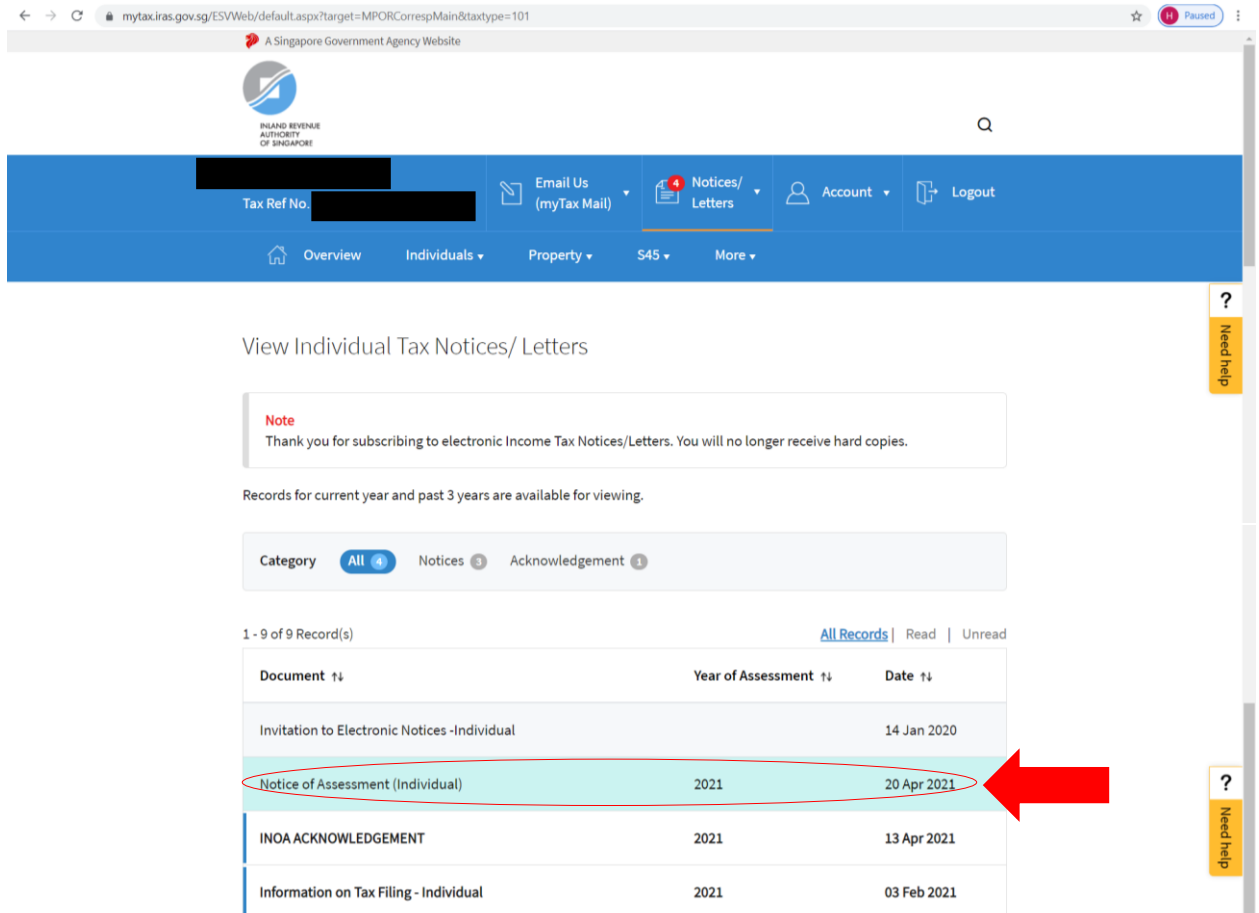 mytax.iras.gov.sg/ESVWeb/default.aspx?target=MPORCorrespMain&taxtype=101
H Paused
A Singapore Government Agency Website
INLAND REVENUE
AUTHORITY
OF SINGAPORE
Tax Ref No.
Email Us
(myTax Mail)
4
Notices/
Letters
Account
Logout
Overview Individuals Property S45 More
?
Need help
View Individual Tax Notices/ Letters
Note
Thank you for subscribing to electronic Income Tax Notices/Letters. You will no longer receive hard copies.
Records for current year and past 3 years are available for viewing.
Category All 4 Notices 3 Acknowledgement 1
1 - 9 of 9 Record(s) All Records | Read | Unread
Document Year of Assessment Date
Invitation to Electronic Notices -Individual 14 Jan 2020
Notice of Assessment (Individual) 2021 20 Apr 2021
?
Need help
INOA ACKNOWLEDGEMENT 2021 13 Apr 2021
Information on Tax Filing - Individual 2021 03 Feb 2021